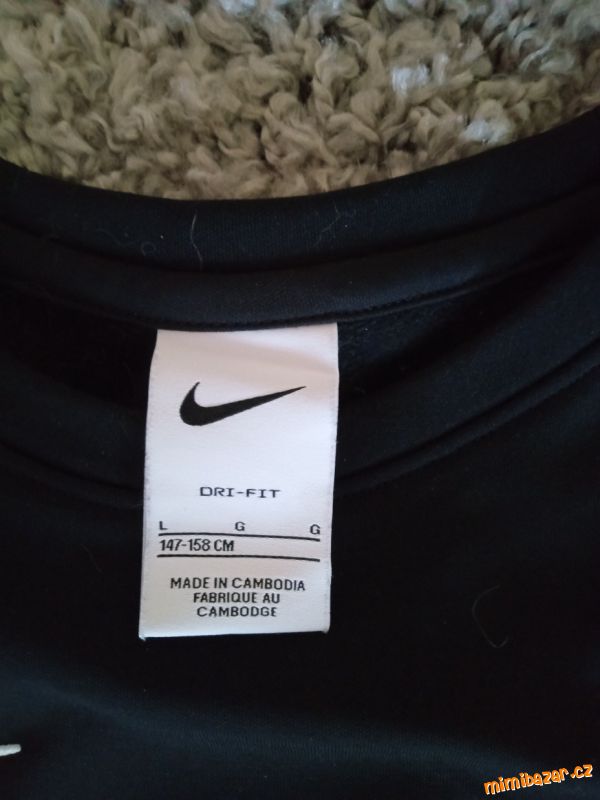 DRI-FIT
L G G
147-158 CM
MADE IN CAMBODIA
FABRIQUE AU
CAMBODGE
mimibazar.cz